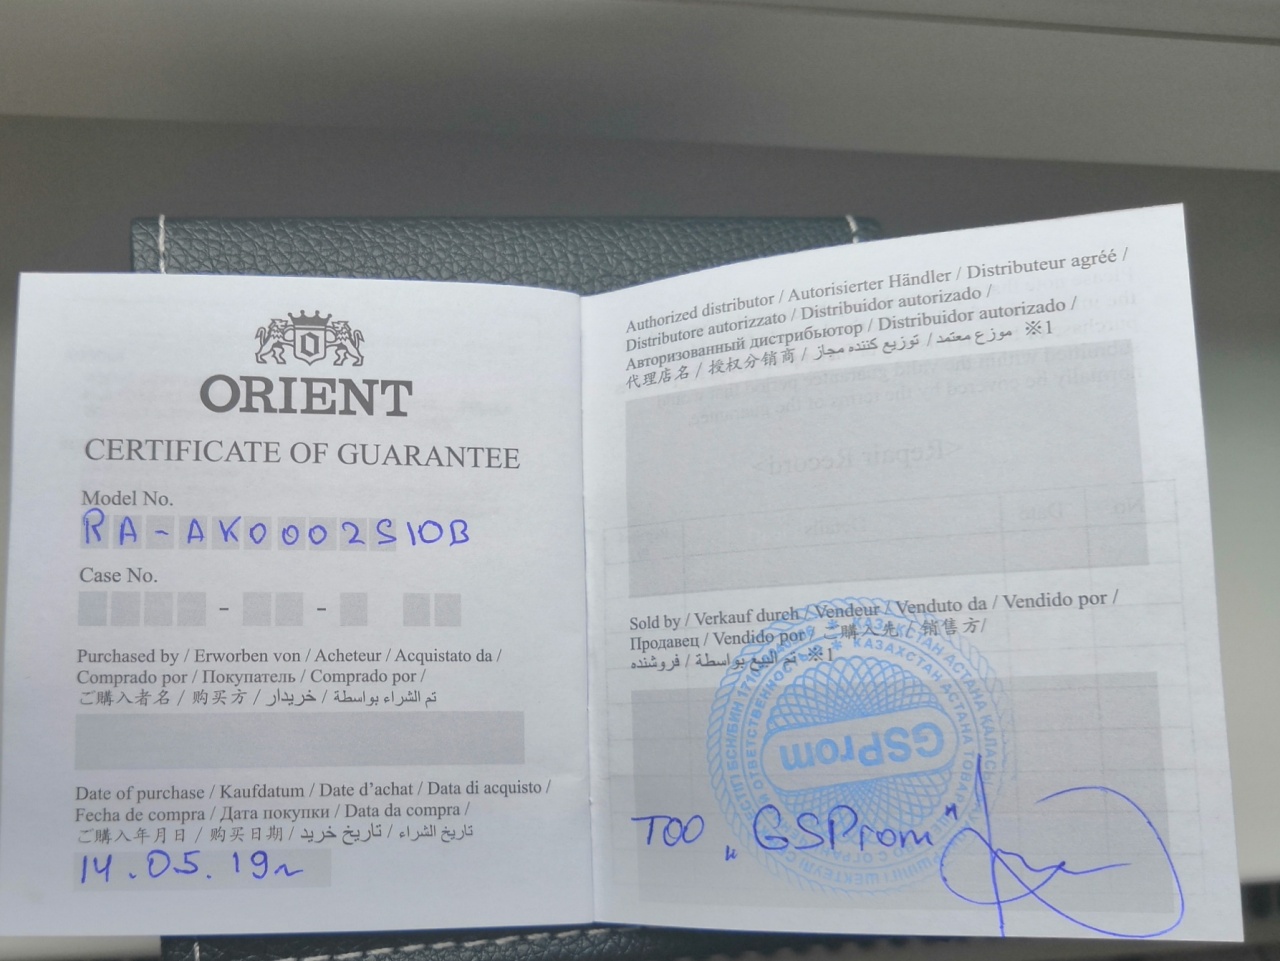 ORIENT
CERTIFICATE OF GUARANTEE
Model No.
RA-AK0002S10B
Case No.
- -
Purchased by / Erworben von / Acheteur / Acquistato da /
Comprado por / Покупатель / Comprado por /
ご購入者名 / 购买方 / خریدار / تم الشراء بواسطة
Date of purchase / Kaufdatum / Date d'achat / Data di acquisto /
Fecha de compra / Дата покупки / Data da compra /
ご購入年月日 / 购买日期 / تاریخ خرید / تاريخ الشراء
14.05.19г
Authorized distributor / Autorisierter Händler / Distributeur agréé /
Distributore autorizzato / Distribuidor autorizado /
Авторизованный дистрибьютор / Distribuidor autorizado /
代理店名 / 授权分销商 / توزیع کننده مجاز / موزع معتمد ※1
Sold by / Verkauf durch / Vendeur / Venduto da / Vendido por /
Продавец / Vendido por / ご購入先 / 销售方 /
فروشنده / تم البيع بواسطة ※1
GSProm
ТОО „GSProm"